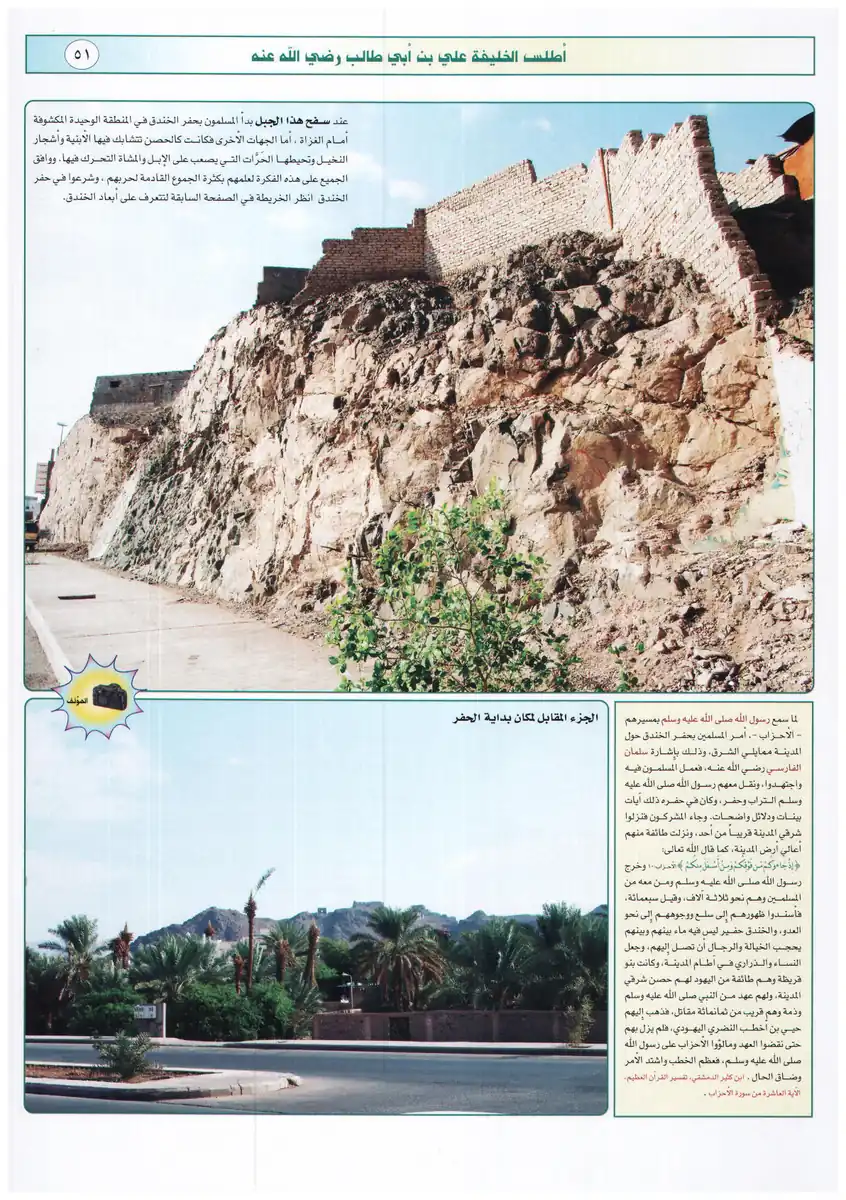 أطلس الخليفة علي بن أبي طالب رضي الله عنه
٥١
عند سفح هذا الجبل بدأ المسلمون بحفر الخندق في المنطقة الوحيدة المكشوفة
أمام الغزاة ، أما الجهات الأخرى فكانت كالحصن تتشابك فيها الأبنية وأشجار
النخيل وتحيطها الحَرَّات التي يصعب على الإبل والمشاة التحرك فيها، ووافق
الجميع على هذه الفكرة لعلمهم بكثرة الجموع القادمة لحربهم ، وشرعوا في حفر
الخندق انظر الخريطة في الصفحة السابقة لتتعرف على أبعاد الخندق.
المؤلف
الجزء المقابل لمكان بداية الحفر
لما سمع رسول الله صلى الله عليه وسلم بمسيرهم
- الأحزاب -، أمر المسلمين بحفر الخندق حول
المدينة ممايلي الشرق، وذلك بإشارة سلمان
الفارسي رضي الله عنه، فعمل المسلمون فيه
واجتهدوا، ونقل معهم رسول الله صلى الله عليه
وسلم التراب وحفر، وكان في حفره ذلك آيات
بينات ودلائل واضحات. وجاء المشركون فنزلوا
شرقي المدينة قريباً من أحد، ونزلت طائفة منهم
أعالي أرض المدينة، كما قال الله تعالى:
﴿إِذْ جَاءُوكُمْ مِنْ فَوْقِكُمْ وَمِنْ أَسْفَلَ مِنْكُمْ﴾ الأحزاب: ١٠ وخرج
رسول الله صلى الله عليه وسلم ومن معه من
المسلمين وهم نحو ثلاثة آلاف، وقيل سبعمائة،
فأسندوا ظهورهم إلى سلع ووجوههم إلى نحو
العدو، والخندق حفير ليس فيه ماء بينهم وبينهم
يحجب الخيالة والرجال أن تصل إليهم، وجعل
النساء والذراري في آطام المدينة، وكانت بنو
قريظة وهم طائفة من اليهود لهم حصن شرقي
المدينة، ولهم عهد من النبي صلى الله عليه وسلم
وذمة وهم قريب من ثمانمائة مقاتل، فذهب إليهم
حيي بن أخطب النضري اليهودي، فلم يزل بهم
حتى نقضوا العهد ومالؤوا الأحزاب على رسول الله
صلى الله عليه وسلم، فعظم الخطب واشتد الأمر
وضاق الحال . ابن كثير الدمشقي، تفسير القرآن العظيم،
الآية العاشرة من سورة الأحزاب .